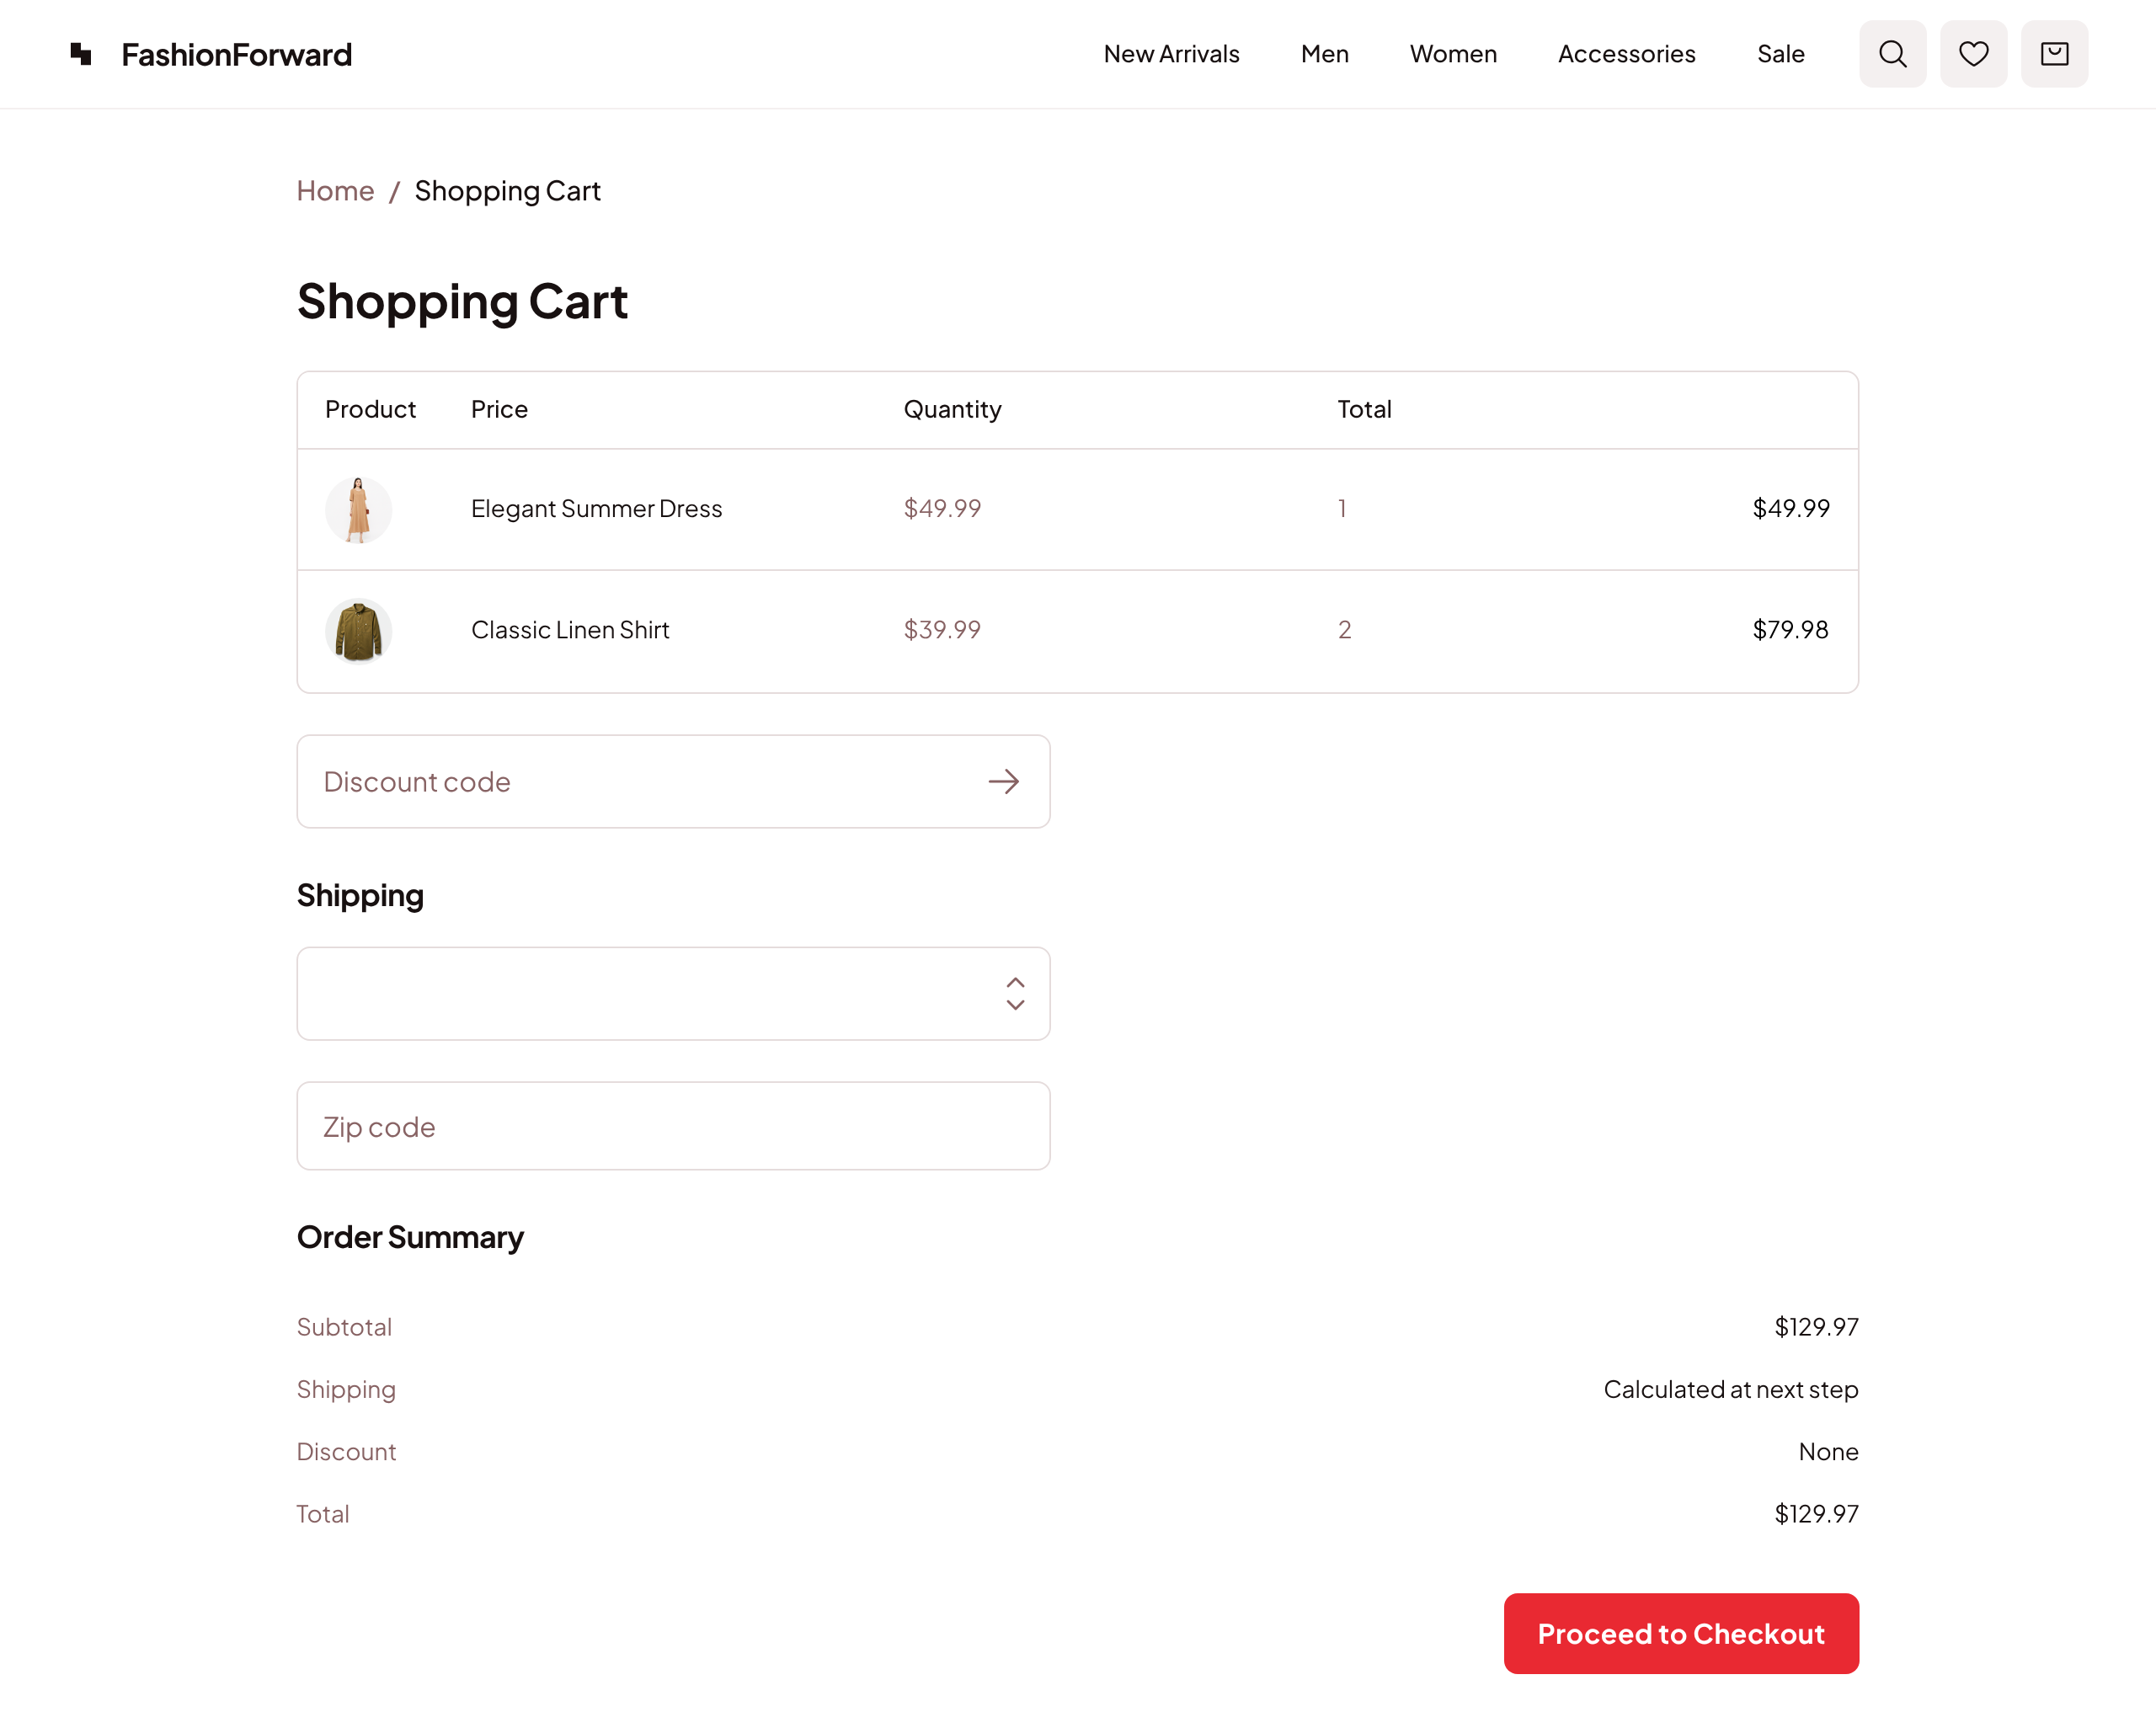 FashionForward
New Arrivals Men Women Accessories Sale
Home / Shopping Cart
Shopping Cart
Product Price Quantity Total
Elegant Summer Dress $49.99 1 $49.99
Classic Linen Shirt $39.99 2 $79.98
Discount code
Shipping
Zip code
Order Summary
Subtotal $129.97
Shipping Calculated at next step
Discount None
Total $129.97
Proceed to Checkout